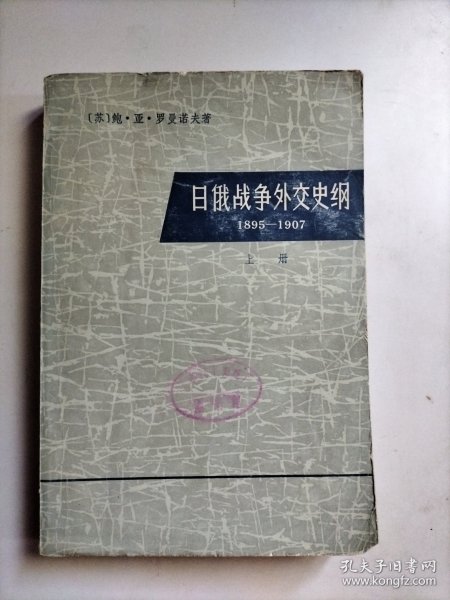 〔苏〕鲍·亚·罗曼诺夫著
日俄战争外交史纲
1895—1907
上册
孔夫子旧书网
www.kongfz.com